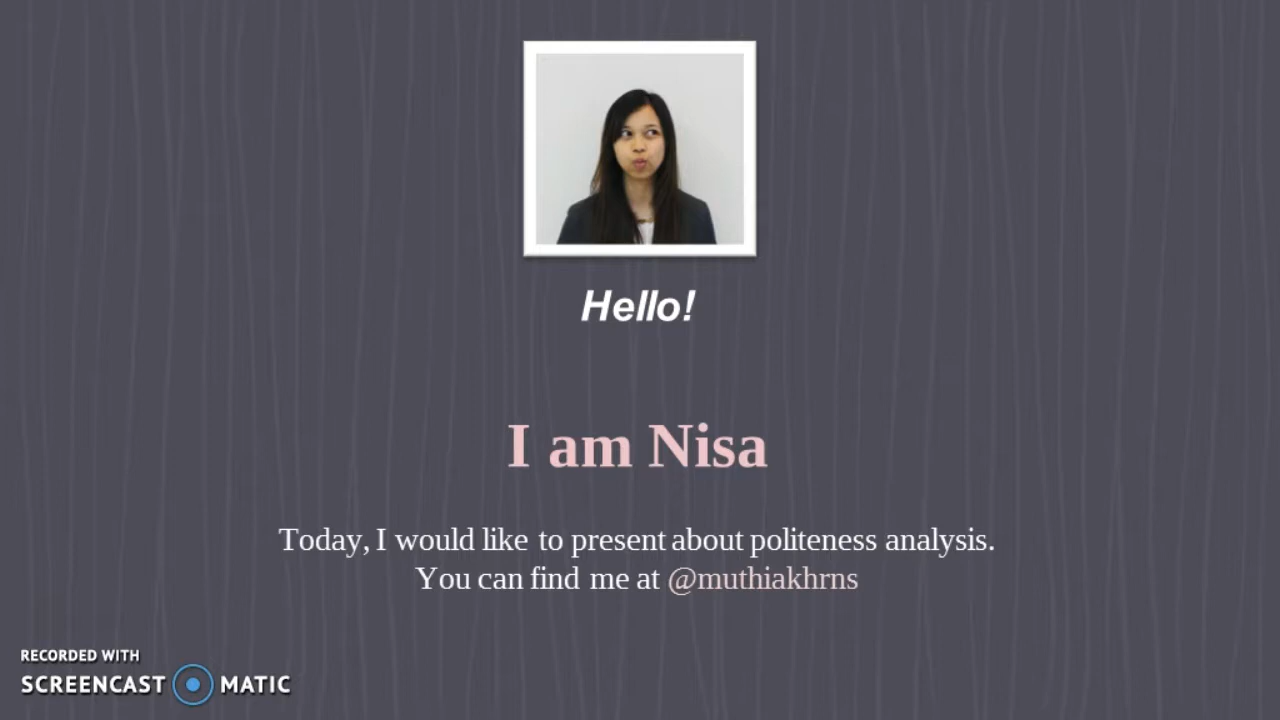 Hello!
I am Nisa
Today, I would like to present about politeness analysis.
You can find me at @muthiakhrns
RECORDED WITH
SCREENCAST MATIC